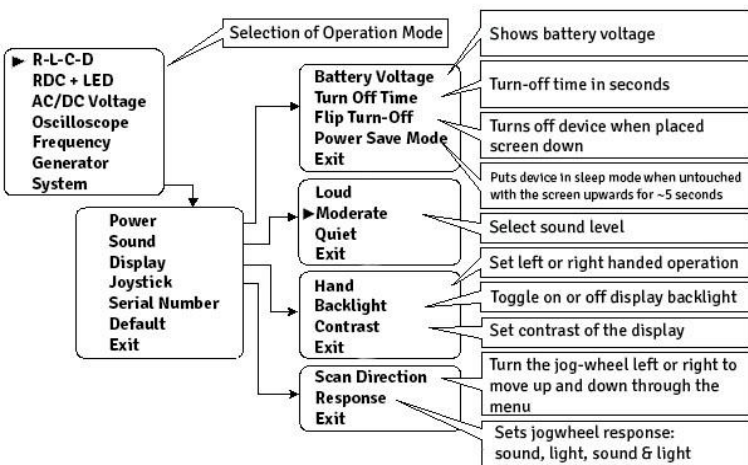 Selection of Operation Mode
▶ R-L-C-D
RDC + LED
AC/DC Voltage
Oscilloscope
Frequency
Generator
System
Power
Sound
Display
Joystick
Serial Number
Default
Exit
Battery Voltage
Turn Off Time
Flip Turn-Off
Power Save Mode
Exit
Shows battery voltage
Turn-off time in seconds
Turns off device when placed
screen down
Puts device in sleep mode when untouched
with the screen upwards for ~5 seconds
Loud
▶Moderate
Quiet
Exit
Select sound level
Hand
Backlight
Contrast
Exit
Set left or right handed operation
Toggle on or off display backlight
Set contrast of the display
Scan Direction
Response
Exit
Turn the jog-wheel left or right to
move up and down through the
menu
Sets jogwheel response:
sound, light, sound & light